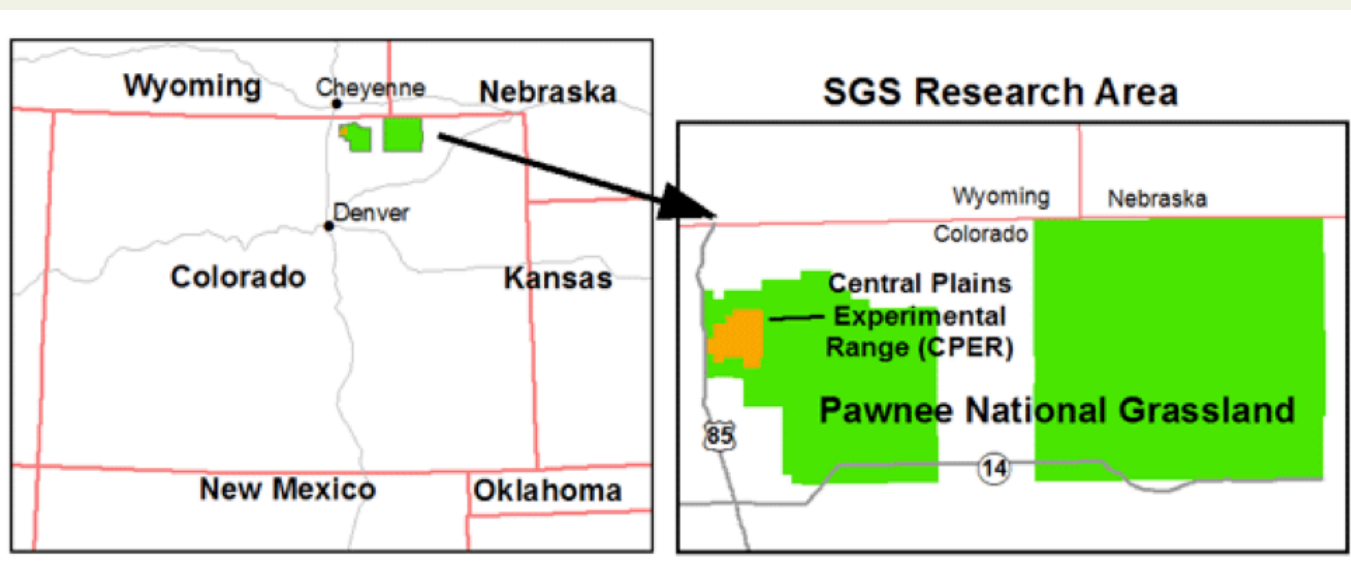 Wyoming
Cheyenne
Nebraska
Denver
Colorado
Kansas
New Mexico
Oklahoma
SGS Research Area
Wyoming
Nebraska
Colorado
Central Plains
Experimental
Range (CPER)
Pawnee National Grassland
85
14